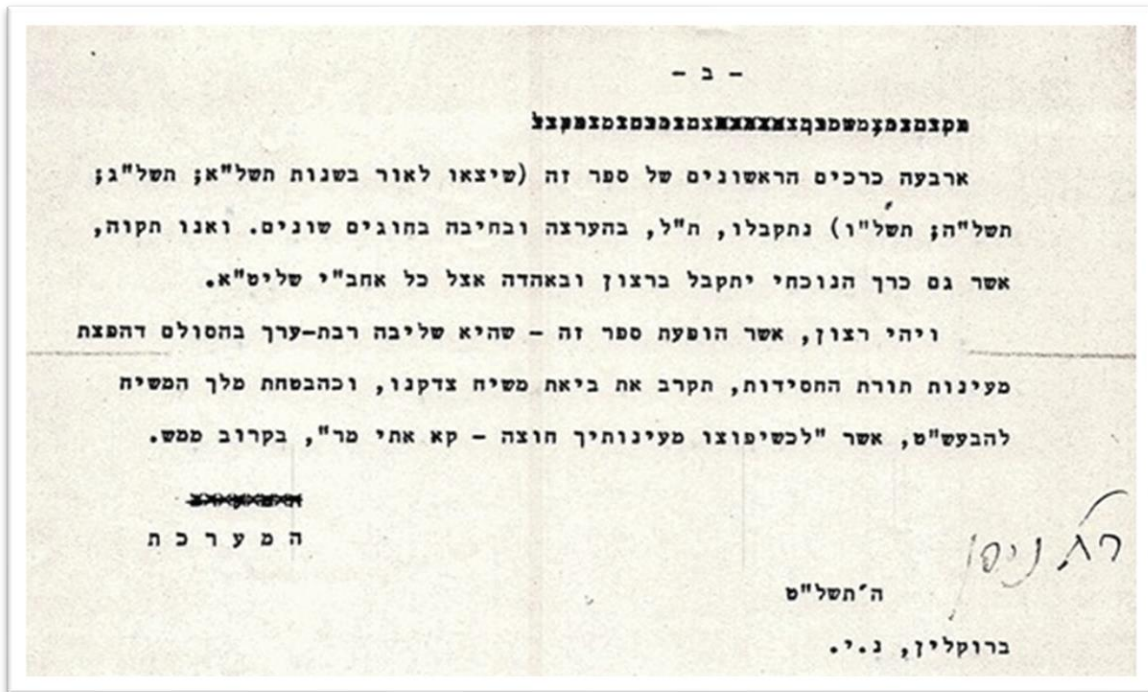 - ב -
ארבעה כרכים הראשונים של ספר זה (שיצאו לאור בשנות תשל"א; תשל"ג;
תשל"ה; תשל"ו) נתקבלו, ת"ל, בהערצה ובחיבה בחוגים שונים. ואנו תקוה,
אשר גם כרך הנוכחי יתקבל ברצון ובאהדה אצל כל אחב"י שליט"א.
ויהי רצון, אשר הופעת ספר זה - שהיא שליבה רבת-ערך בהסולם דהפצת
מעינות תורת החסידות, תקרב את ביאת משיח צדקנו, וכהבטחת מלך המשיח
להבעש"ט, אשר "לכשיפוצו מעינותיך חוצה - קא אתי מר", בקרוב ממש.
המערכת
ניסן
ה'תשל"ט
ברוקלין, נ.י.